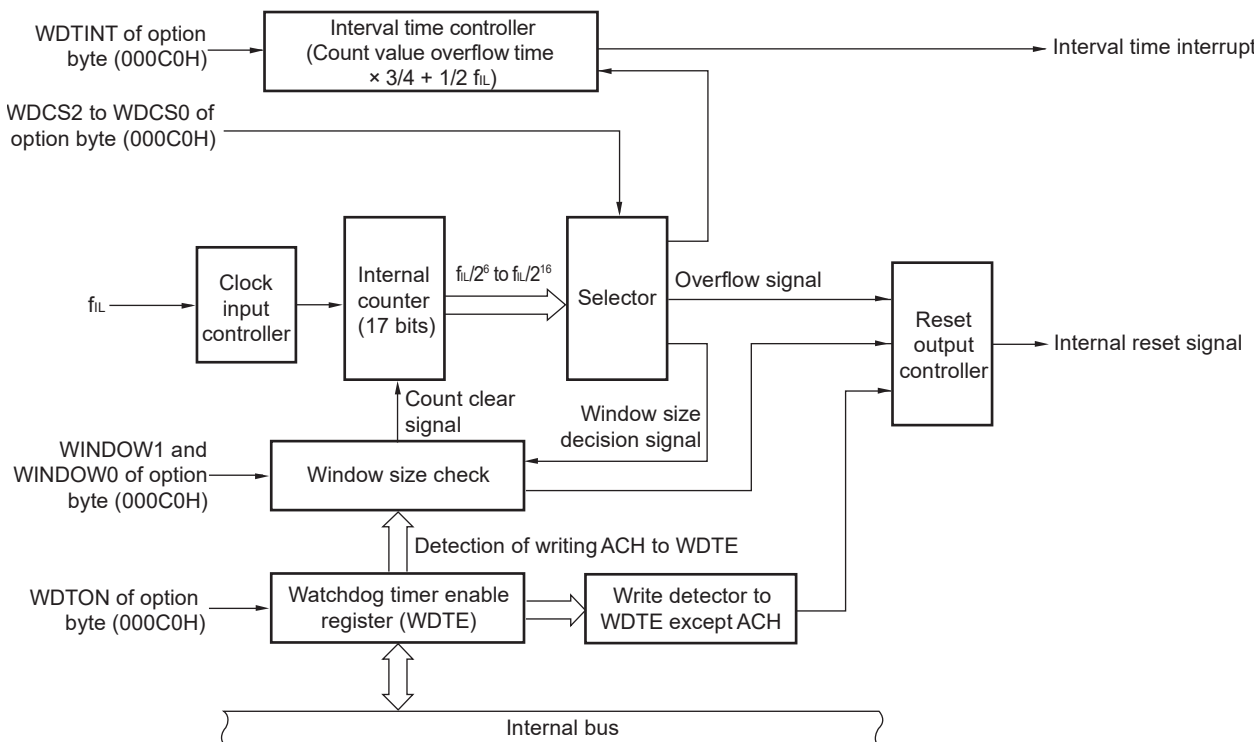 WDTINT of option
byte (000C0H)
Interval time controller
(Count value overflow time
× 3/4 + 1/2 fIL)
Interval time interrupt
WDCS2 to WDCS0 of
option byte (000C0H)
fIL
Clock
input
controller
Internal
counter
(17 bits)
fIL/2⁶ to fIL/2¹⁶
Selector
Overflow signal
Reset
output
controller
Internal reset signal
Count clear
signal
Window size
decision signal
WINDOW1 and
WINDOW0 of option
byte (000C0H)
Window size check
Detection of writing ACH to WDTE
WDTON of option
byte (000C0H)
Watchdog timer enable
register (WDTE)
Write detector to
WDTE except ACH
Internal bus